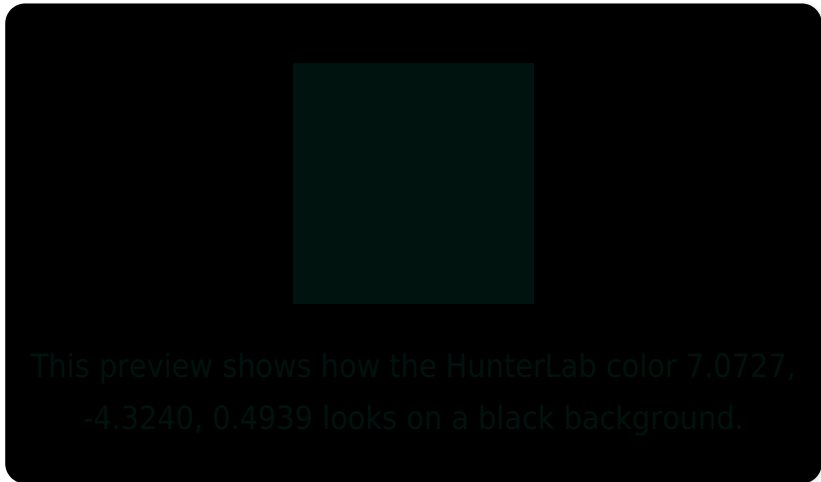 This preview shows how the HunterLab color 7.0727,
-4.3240, 0.4939 looks on a black background.